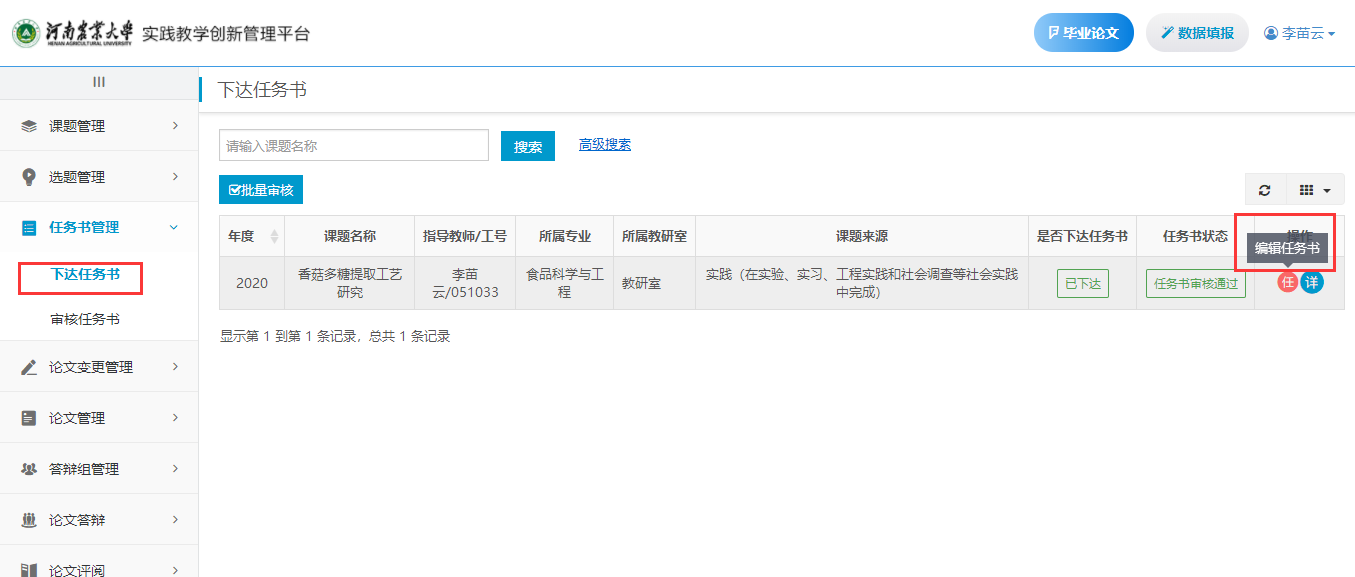 河南农业大学
HENAN AGRICULTURAL UNIVERSITY
实践教学创新管理平台
毕业论文
数据填报
李苗云
课题管理
选题管理
任务书管理
下达任务书
审核任务书
论文变更管理
论文管理
答辩组管理
论文答辩
论文评阅
下达任务书
请输入课题名称
搜索
高级搜索
批量审核
年度 课题名称 指导教师/工号 所属专业 所属教研室 课题来源 是否下达任务书 任务书状态 操作
编辑任务书
2020
香菇多糖提取工艺
研究
李苗
云/051033
食品科学与工
程
教研室
实践（在实验、实习、工程实践和社会调查等社会实践
中完成）
已下达
任务书审核通过
任 详
显示第 1 到第 1 条记录，总共 1 条记录